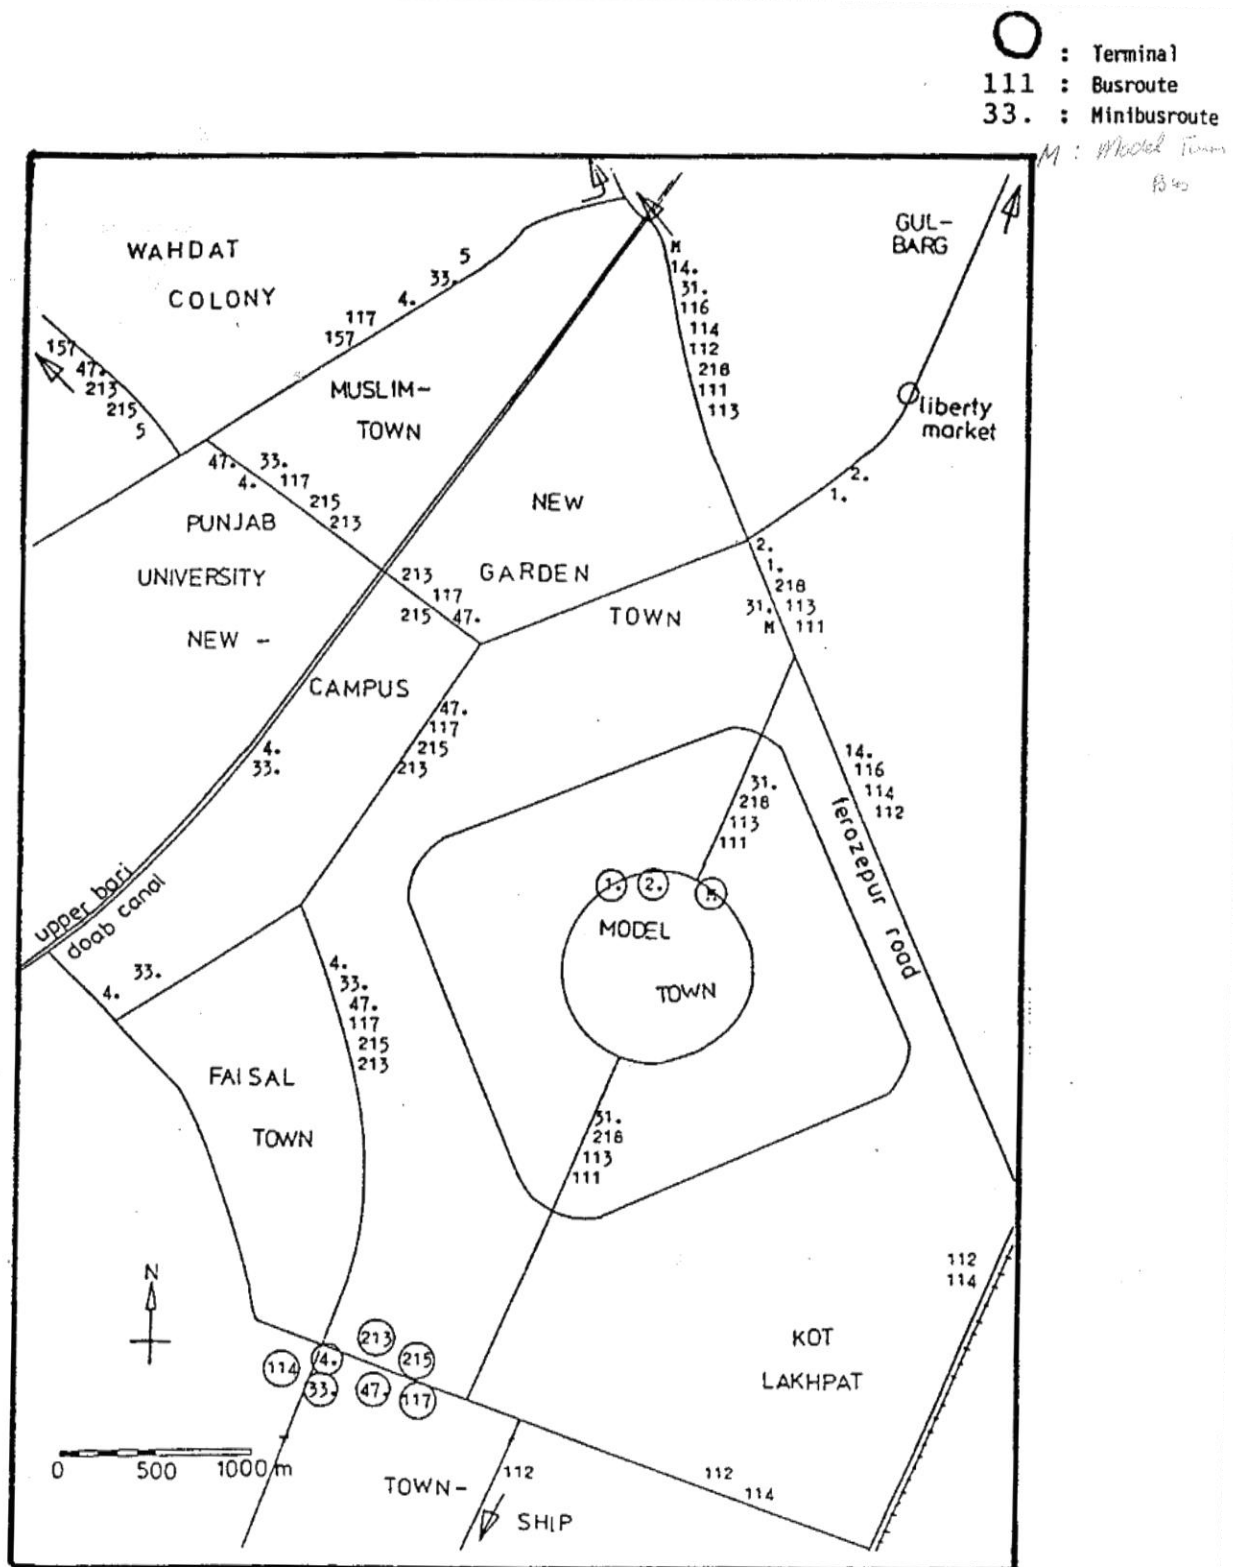 : Terminal
111 : Busroute
33. : Minibusroute
M : Model Town
Bus
GUL-
BARG
WAHDAT
COLONY
5
33.
4.
117
157
M
14.
31.
116
114
112
218
111
113
157
47.
213
215
5
MUSLIM-
TOWN
liberty
market
47.
4.
33.
117
215
213
2.
1.
NEW
GARDEN
TOWN
PUNJAB
UNIVERSITY
NEW -
CAMPUS
213
117
215 47.
2.
1.
218
31. 113
M 111
47.
117
215
213
4.
33.
14.
116
114
112
31.
218
113
111
ferozepur road
upper bari
doab canal
1. 2. M
MODEL
TOWN
33.
4.
4.
33.
47.
117
215
213
FAISAL
TOWN
31.
218
113
111
112
114
N
KOT
LAKHPAT
213
114 4. 215
33. 47. 117
0 500 1000 m
TOWN-
SHIP
112
112
114